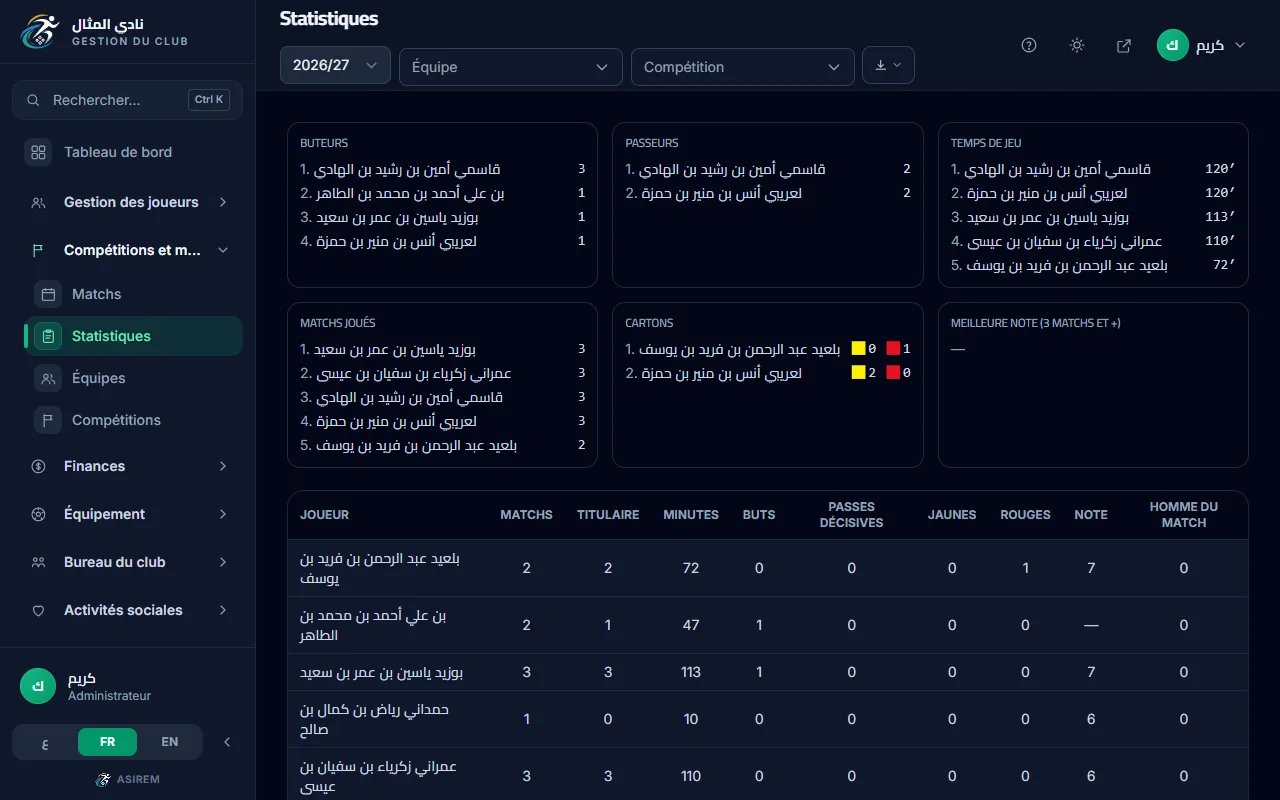 نادي المثال
GESTION DU CLUB
Rechercher...
Ctrl K
Tableau de bord
Gestion des joueurs
Compétitions et m...
Matchs
Statistiques
Équipes
Compétitions
Finances
Équipement
Bureau du club
Activités sociales
كريم
Administrateur
ع FR EN
ASIREM
Statistiques
2026/27
Équipe
Compétition
ك كريم
BUTEURS
1. قاسمي أمين بن رشيد بن الهادي 3
2. بن علي أحمد بن محمد بن الطاهر 1
3. بوزيد ياسين بن عمر بن سعيد 1
4. لعريبي أنس بن منير بن حمزة 1
PASSEURS
1. قاسمي أمين بن رشيد بن الهادي 2
2. لعريبي أنس بن منير بن حمزة 2
TEMPS DE JEU
1. قاسمي أمين بن رشيد بن الهادي 120′
2. لعريبي أنس بن منير بن حمزة 120′
3. بوزيد ياسين بن عمر بن سعيد 113′
4. عمراني زكرياء بن سفيان بن عيسى 110′
5. بلعيد عبد الرحمن بن فريد بن يوسف 72′
MATCHS JOUÉS
1. بوزيد ياسين بن عمر بن سعيد 3
2. عمراني زكرياء بن سفيان بن عيسى 3
3. قاسمي أمين بن رشيد بن الهادي 3
4. لعريبي أنس بن منير بن حمزة 3
5. بلعيد عبد الرحمن بن فريد بن يوسف 2
CARTONS
1. بلعيد عبد الرحمن بن فريد بن يوسف 0 1
2. لعريبي أنس بن منير بن حمزة 2 0
MEILLEURE NOTE (3 MATCHS ET +)
—
JOUEUR MATCHS TITULAIRE MINUTES BUTS PASSES DÉCISIVES JAUNES ROUGES NOTE HOMME DU MATCH
بلعيد عبد الرحمن بن فريد بن
يوسف
2 2 72 0 0 0 1 7 0
بن علي أحمد بن محمد بن
الطاهر
2 1 47 1 0 0 0 — 0
بوزيد ياسين بن عمر بن سعيد 3 3 113 1 0 0 0 7 0
حمداني رياض بن كمال بن
صالح
1 0 10 0 0 0 0 6 0
عمراني زكرياء بن سفيان بن
عيسى
3 3 110 0 0 0 0 6 0